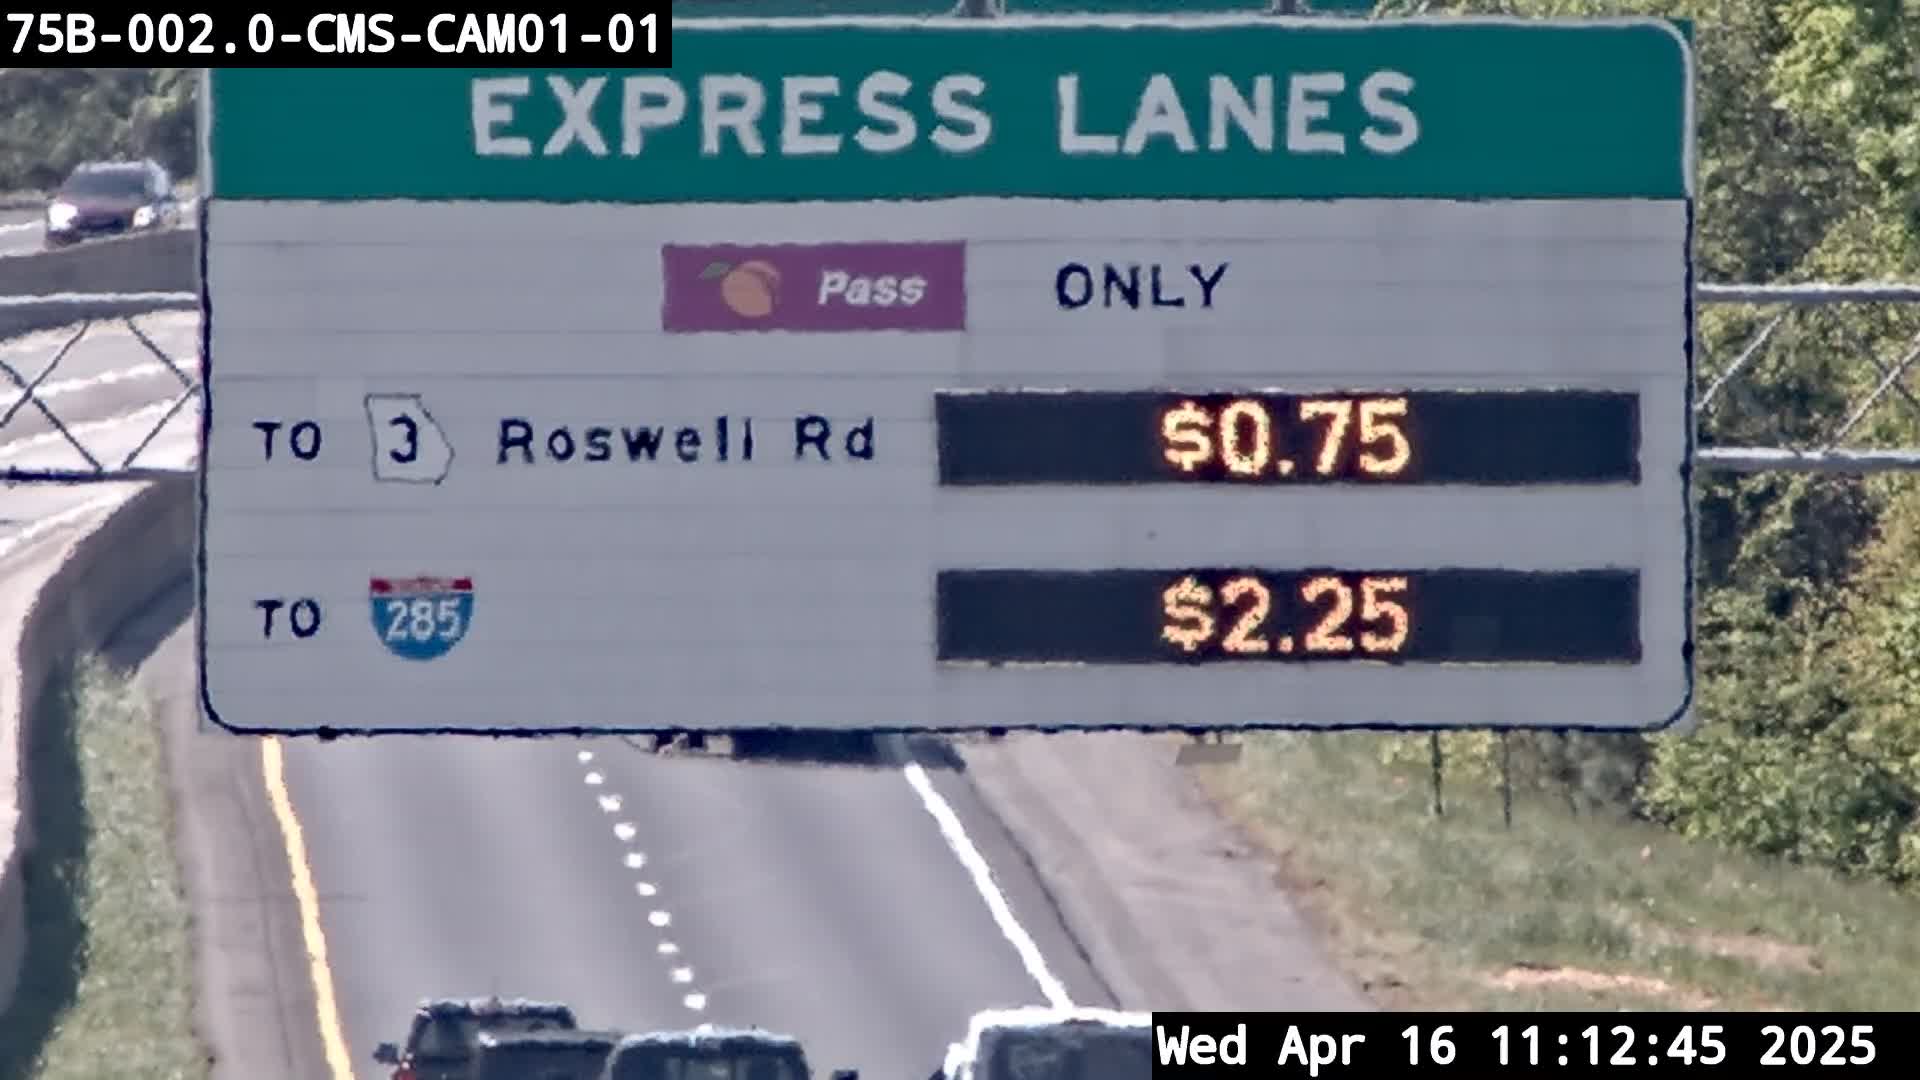 75B-002.0-CMS-CAM01-01
EXPRESS LANES
Pass ONLY
TO 3 Roswell Rd $0.75
TO 285 $2.25
Wed Apr 16 11:12:45 2025